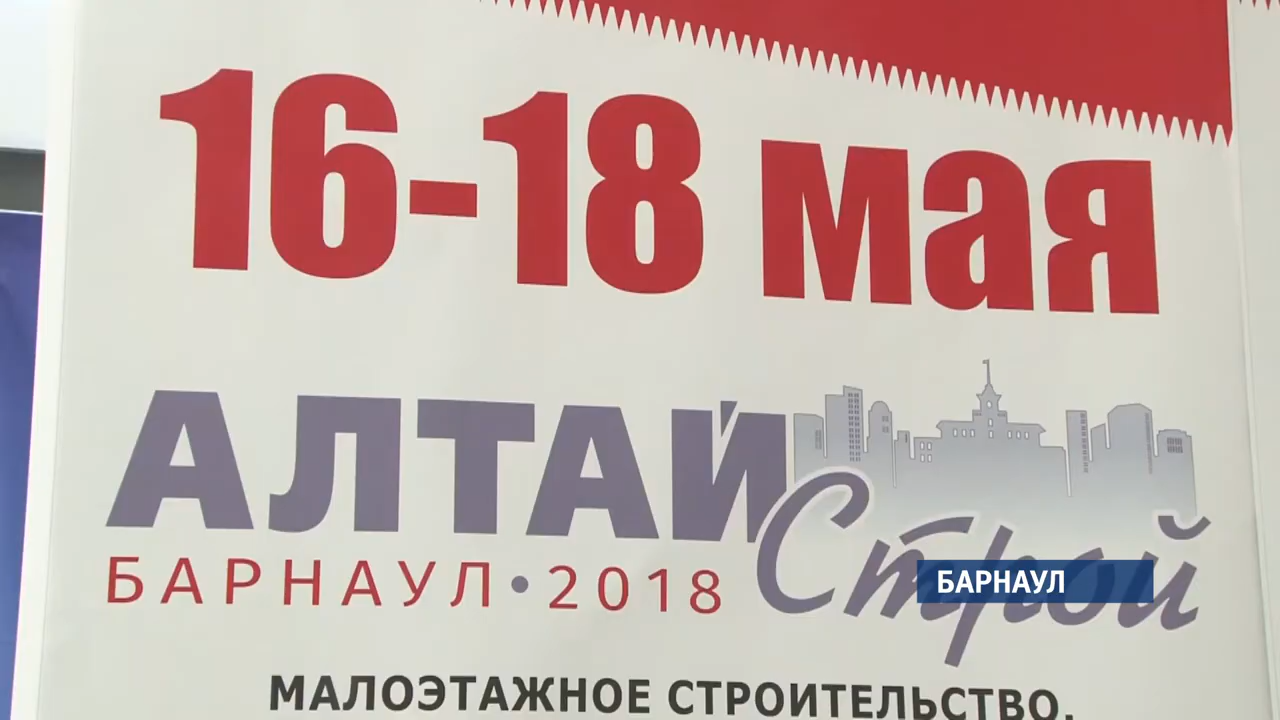 16-18 мая
АЛТАЙ
Строй
БАРНАУЛ • 2018
БАРНАУЛ
МАЛОЭТАЖНОЕ СТРОИТЕЛЬСТВО.